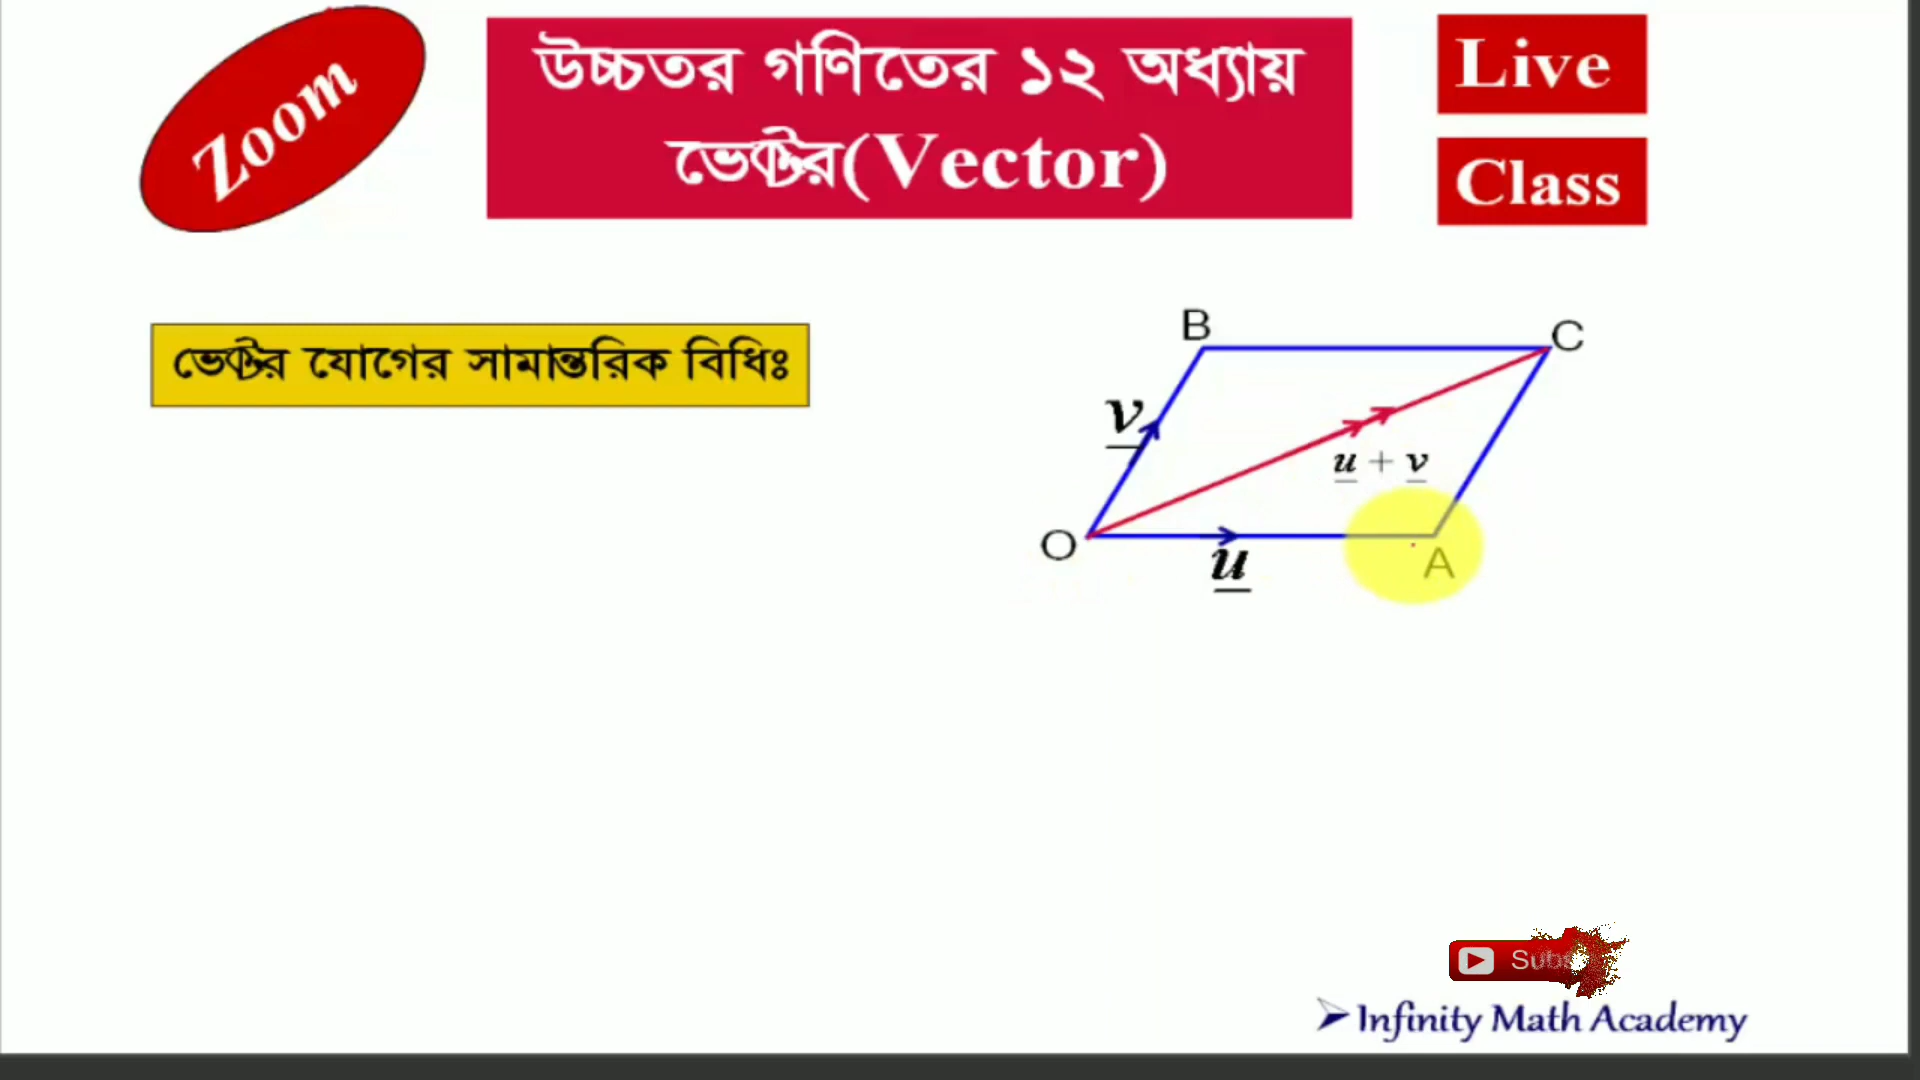 Zoom
উচ্চতর গণিতের ১২ অধ্যায়
ভেক্টর(Vector)
Live
Class
ভেক্টর যোগের সামান্তরিক বিধিঃ
B
C
v
u + v
O
u
A
Infinity Math Academy